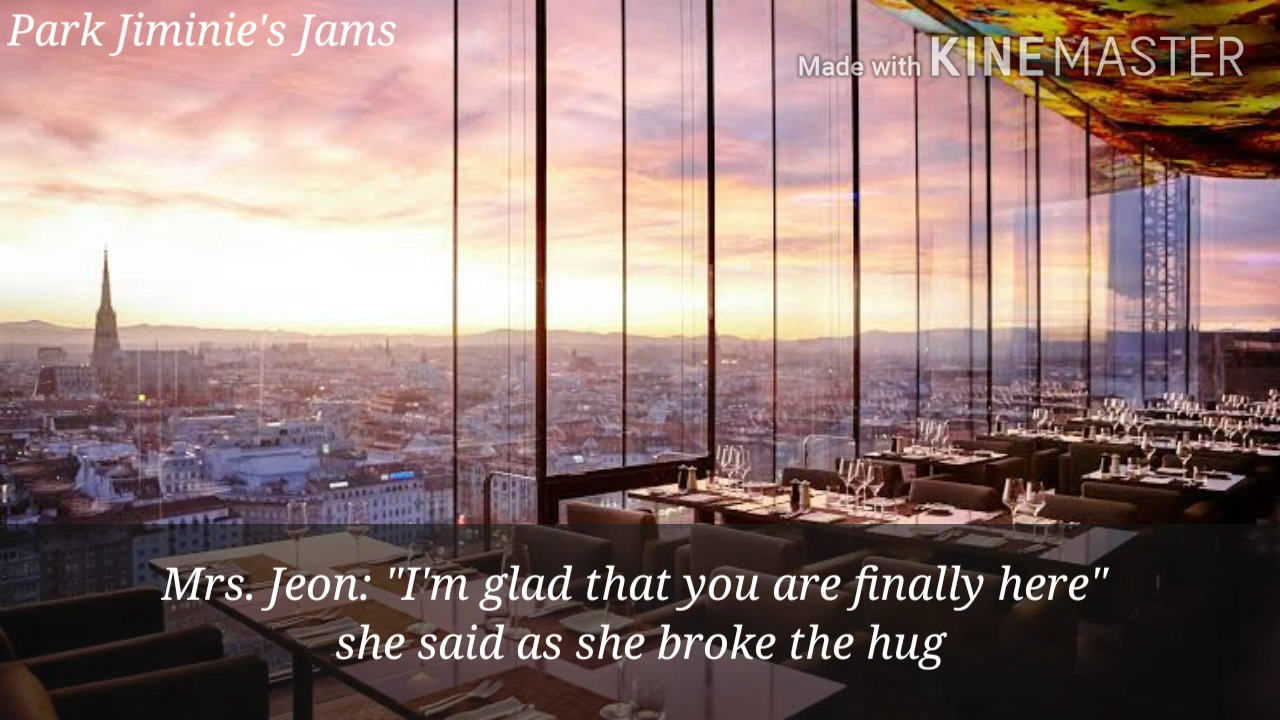 Park Jiminie's Jams
Made with KINEMASTER
Mrs. Jeon: "I'm glad that you are finally here"
she said as she broke the hug